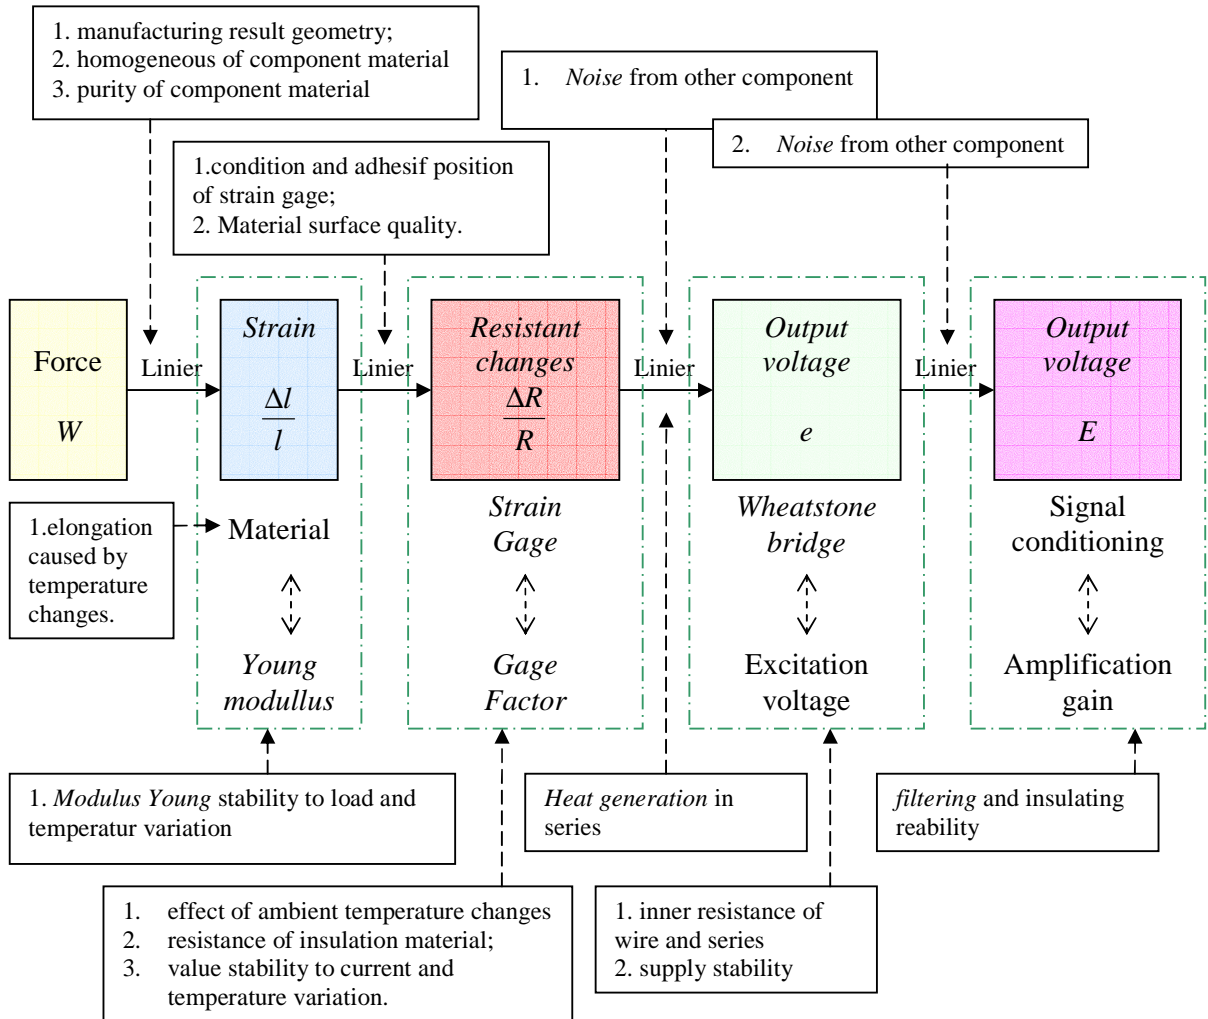 1. manufacturing result geometry;
2. homogeneous of component material
3. purity of component material
1. Noise from other component
2. Noise from other component
1.condition and adhesif position
of strain gage;
2. Material surface quality.
Force
W
Linier
Strain
Δl
l
Linier
Resistant
changes
ΔR
R
Linier
Output
voltage
e
Linier
Output
voltage
E
1.elongation
caused by
temperature
changes.
Material
Young
modullus
Strain
Gage
Gage
Factor
Wheatstone
bridge
Excitation
voltage
Signal
conditioning
Amplification
gain
1. Modulus Young stability to load and
temperatur variation
Heat generation in
series
filtering and insulating
reability
1. effect of ambient temperature changes
2. resistance of insulation material;
3. value stability to current and
temperature variation.
1. inner resistance of
wire and series
2. supply stability